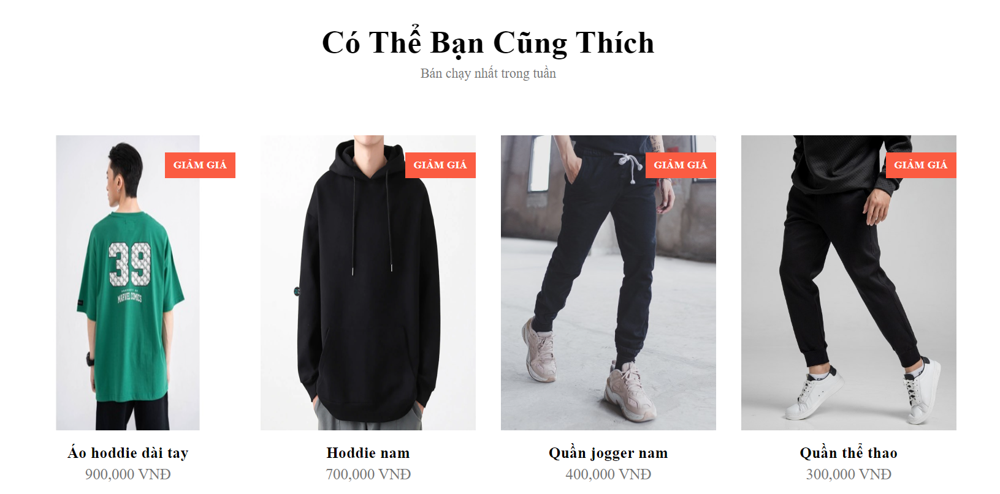 Có Thể Bạn Cũng Thích
Bán chạy nhất trong tuần
GIẢM GIÁ
GIẢM GIÁ
GIẢM GIÁ
GIẢM GIÁ
39
MARVEL COMICS
Áo hoddie dài tay
900,000 VNĐ
Hoddie nam
700,000 VNĐ
Quần jogger nam
400,000 VNĐ
Quần thể thao
300,000 VNĐ